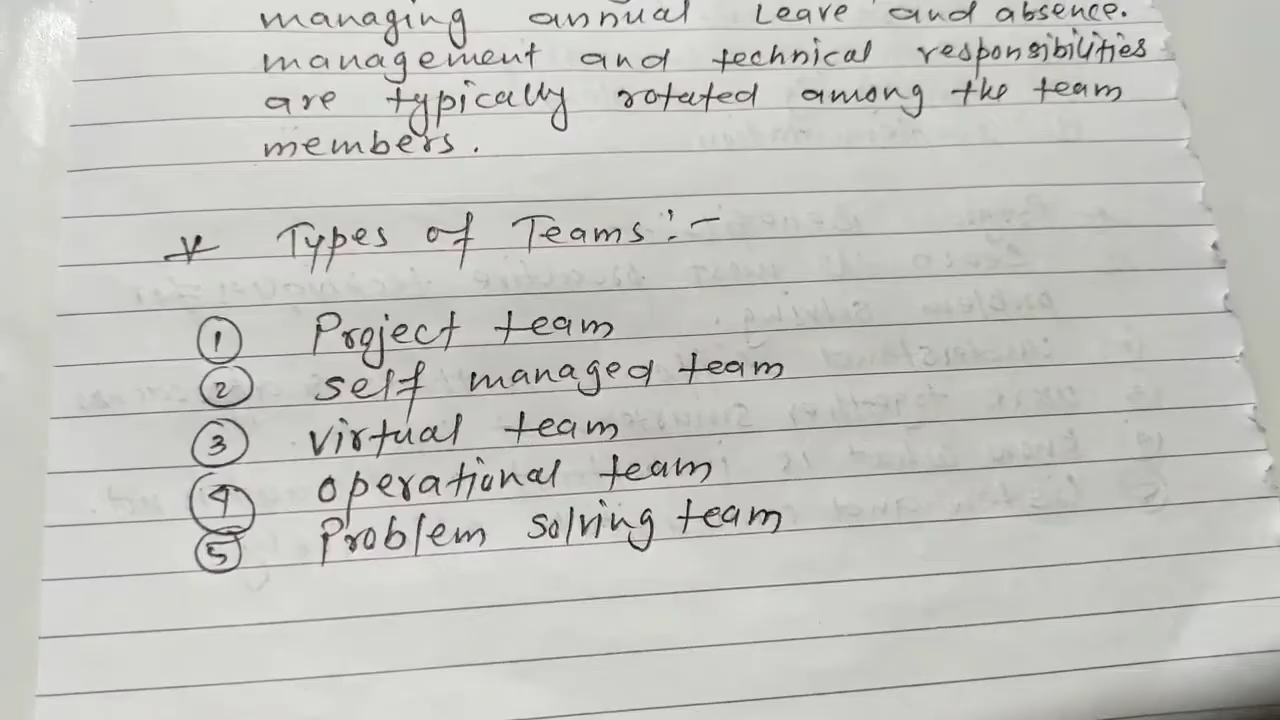 managing annual leave and absence.
management and technical responsibilities
are typically rotated among the team
members.
Types of Teams:-
① Project team
② self managed team
③ virtual team
④ operational team
⑤ Problem solving team